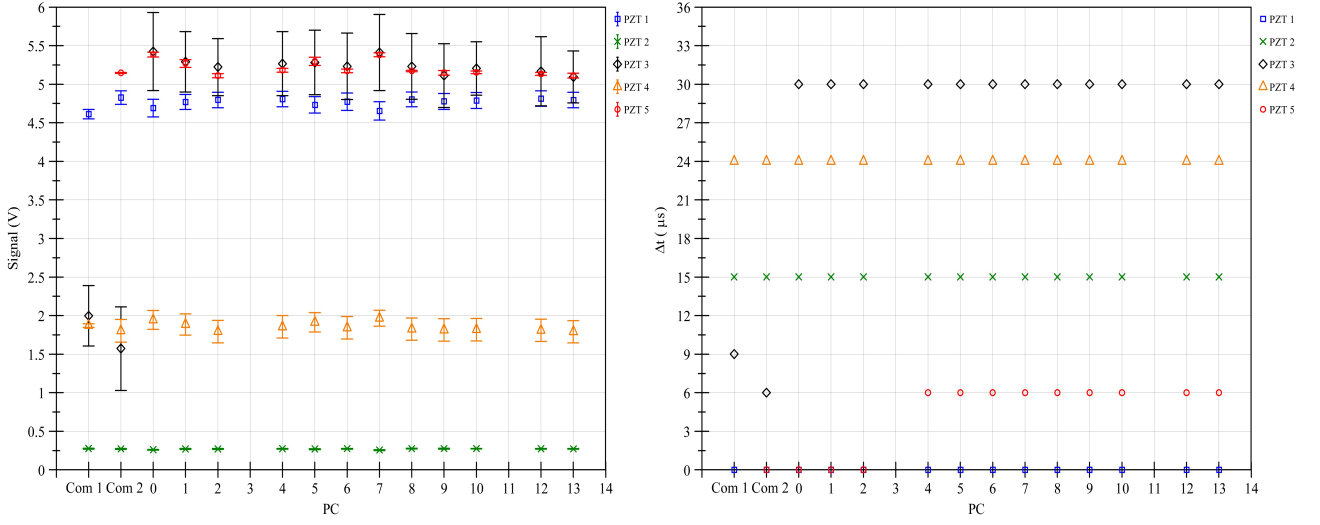 6
5.5
5
4.5
4
3.5
3
2.5
2
1.5
1
0.5
0
Signal (V)
Com 1 Com 2 0 1 2 3 4 5 6 7 8 9 10 11 12 13 14
PC
PZT 1
PZT 2
PZT 3
PZT 4
PZT 5
36
33
30
27
24
21
18
15
12
9
6
3
0
Δt ( μs)
Com 1 Com 2 0 1 2 3 4 5 6 7 8 9 10 11 12 13 14
PC
PZT 1
PZT 2
PZT 3
PZT 4
PZT 5